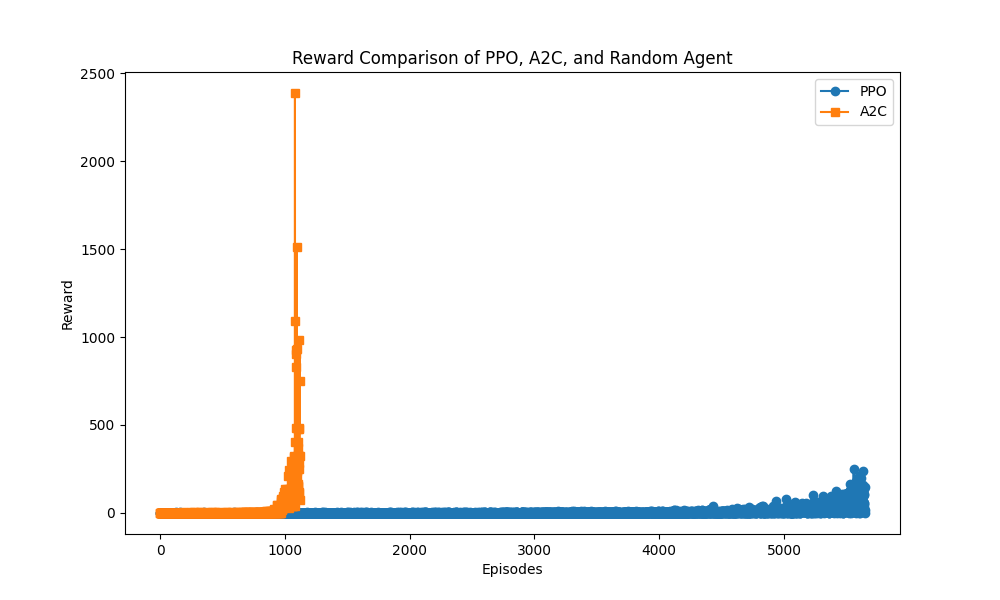 Reward Comparison of PPO, A2C, and Random Agent
2500
2000
1500
1000
500
0
Reward
PPO
A2C
0 1000 2000 3000 4000 5000
Episodes